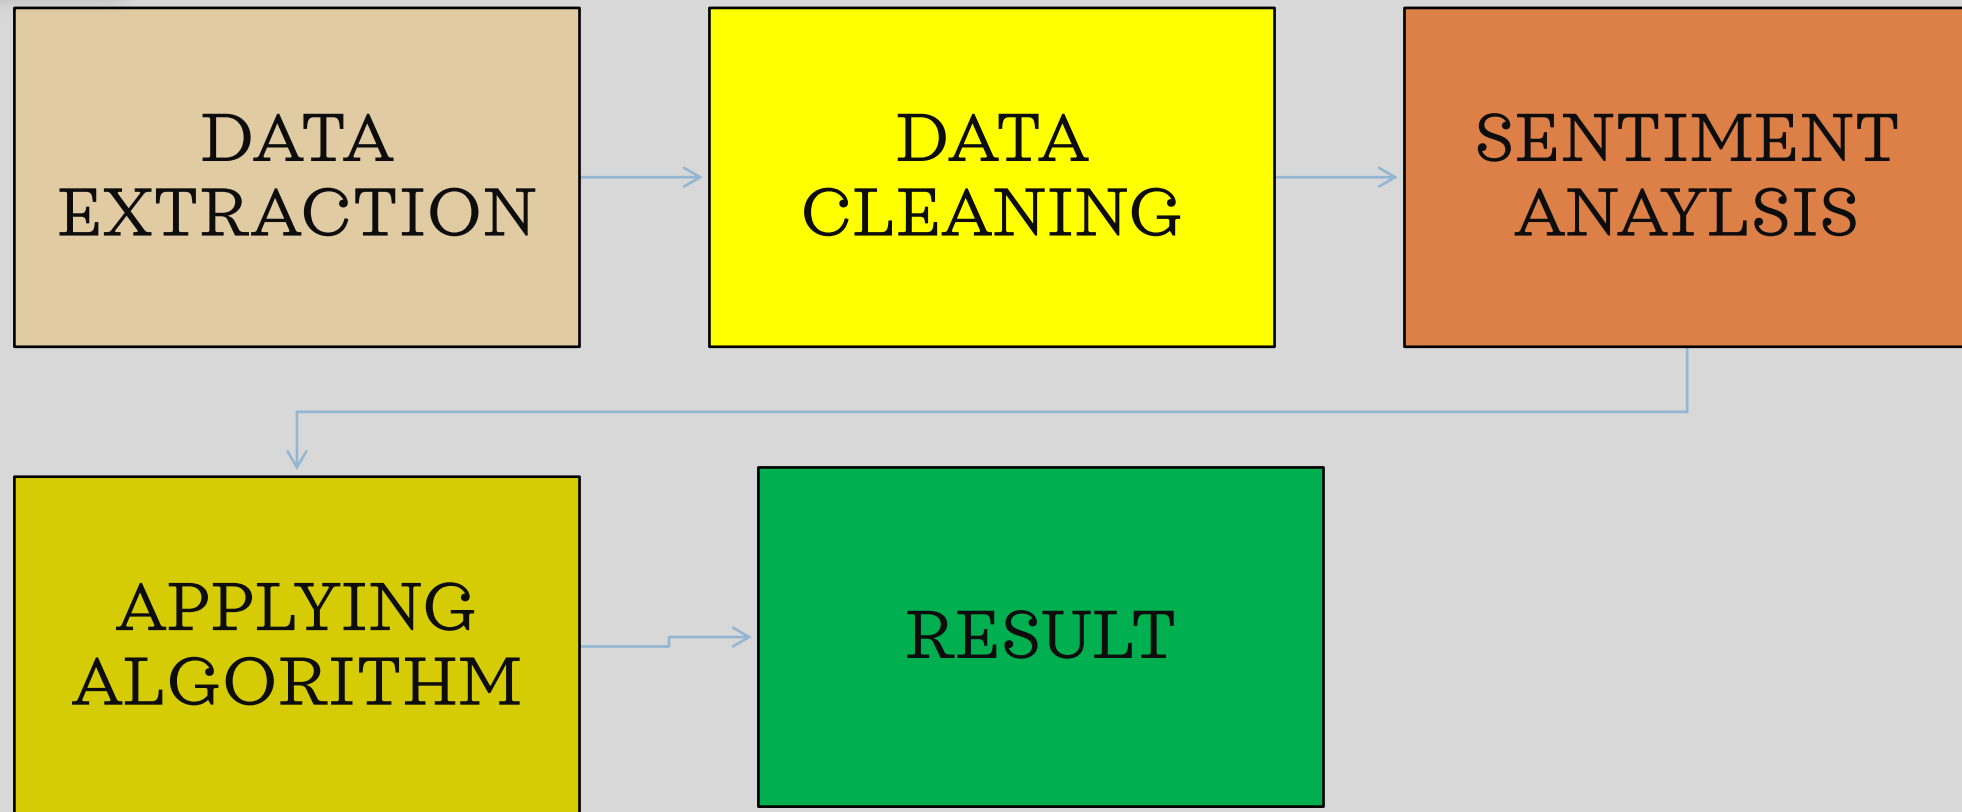 DATA
EXTRACTION
DATA
CLEANING
SENTIMENT
ANAYLSIS
APPLYING
ALGORITHM
RESULT